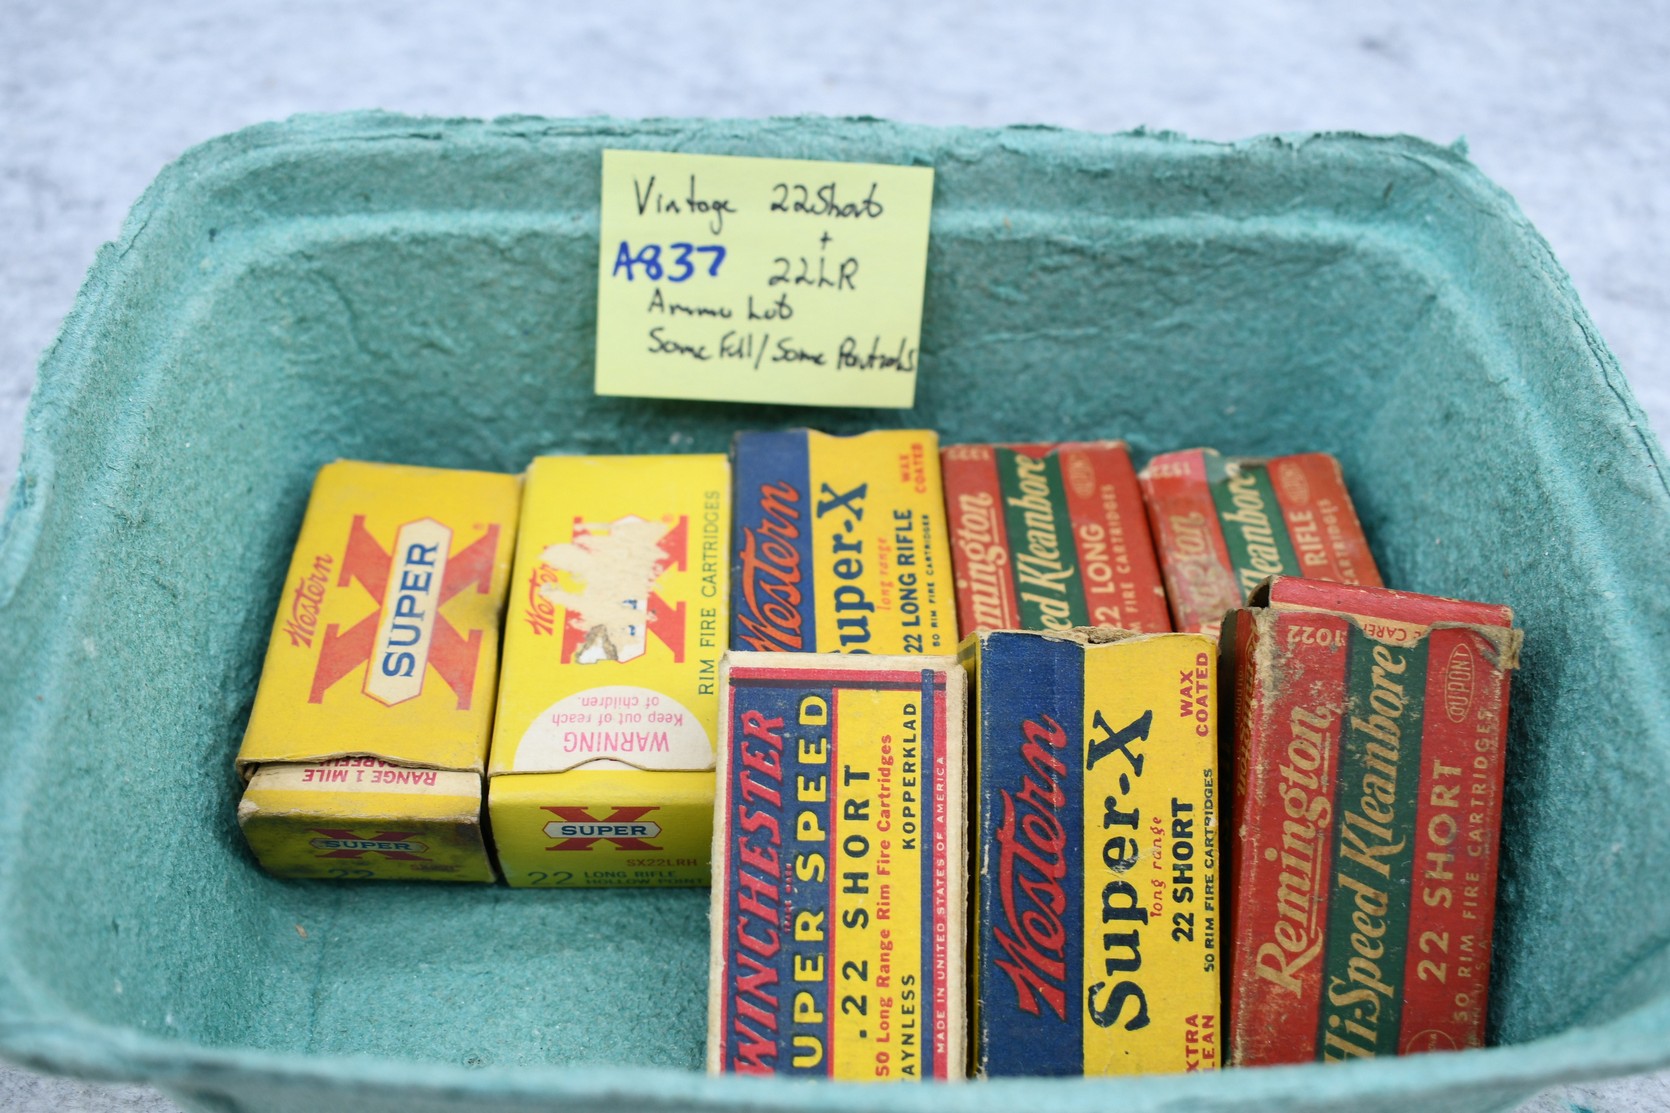 Vintage 22Short
+
A837 22LR
Ammo Lot
Some Full/Some Partials
Western
SUPER X
RANGE 1 MILE
SUPER X
22
Western
X
RIM FIRE CARTRIDGES
WARNING
Keep out of reach
of children.
SUPER X
SX22LRH
22 LONG RIFLE
HOLLOW POINT
Western
Super-X
long range
22 LONG RIFLE
50 RIM FIRE CARTRIDGES
WAX
COATED
Remington
Kleanbore
22 LONG
FIRE CARTRIDGES
DUPONT
Kleanbore
RIFLE
WINCHESTER
SUPER SPEED
TRADE MARK
.22 SHORT
50 Long Range Rim Fire Cartridges
STAYNLESS KOPPERKLAD
MADE IN UNITED STATES OF AMERICA
Western
Super-X
long range
22 SHORT
50 RIM FIRE CARTRIDGES
WAX
COATED
EXTRA
CLEAN
1022
Remington
Hi-Speed Kleanbore
DUPONT
22 SHORT
50 RIM FIRE CARTRIDGES